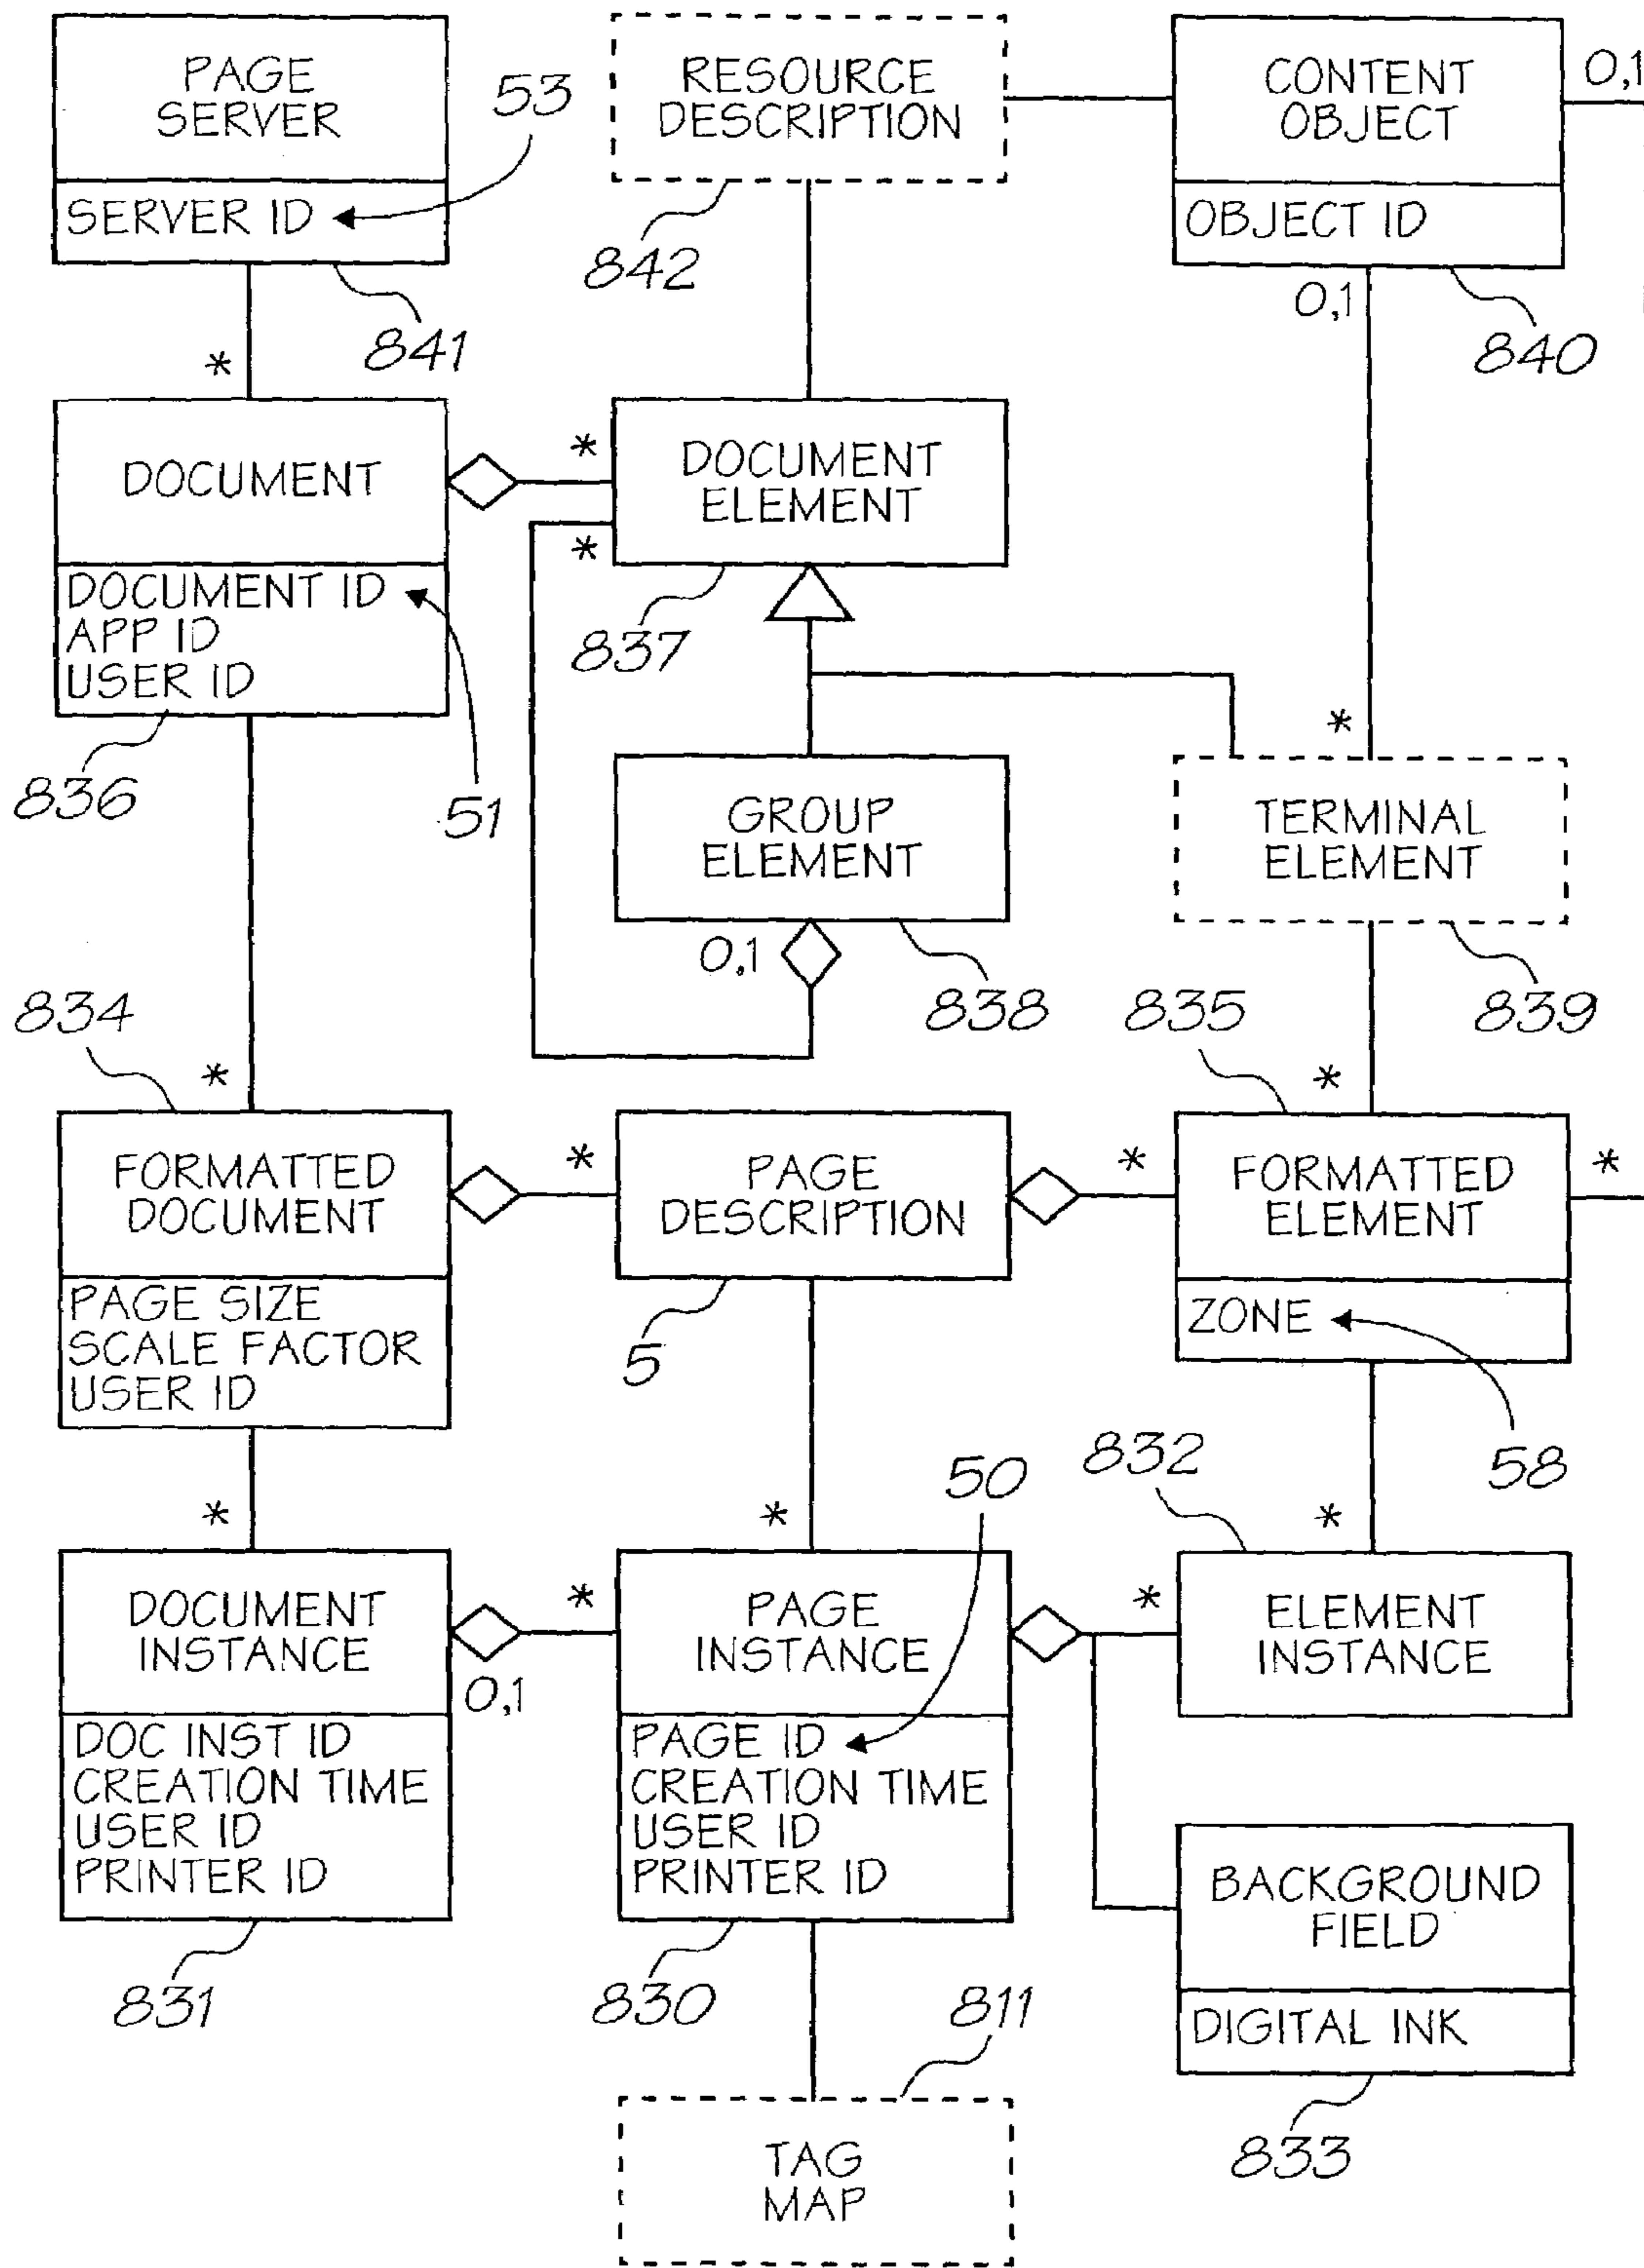 PAGE
SERVER
SERVER ID
53
841
RESOURCE
DESCRIPTION
842
CONTENT
OBJECT
OBJECT ID
0,1
0,1
840
*
DOCUMENT
DOCUMENT ID
APP ID
USER ID
836
51
*
*
DOCUMENT
ELEMENT
837
GROUP
ELEMENT
0,1
838
*
TERMINAL
ELEMENT
839
834
*
FORMATTED
DOCUMENT
PAGE SIZE
SCALE FACTOR
USER ID
*
PAGE
DESCRIPTION
5
835
*
*
FORMATTED
ELEMENT
ZONE
*
58
*
DOCUMENT
INSTANCE
DOC INST ID
CREATION TIME
USER ID
PRINTER ID
0,1
831
*
*
50
PAGE
INSTANCE
PAGE ID
CREATION TIME
USER ID
PRINTER ID
830
832
*
*
ELEMENT
INSTANCE
BACKGROUND
FIELD
DIGITAL INK
833
811
TAG
MAP